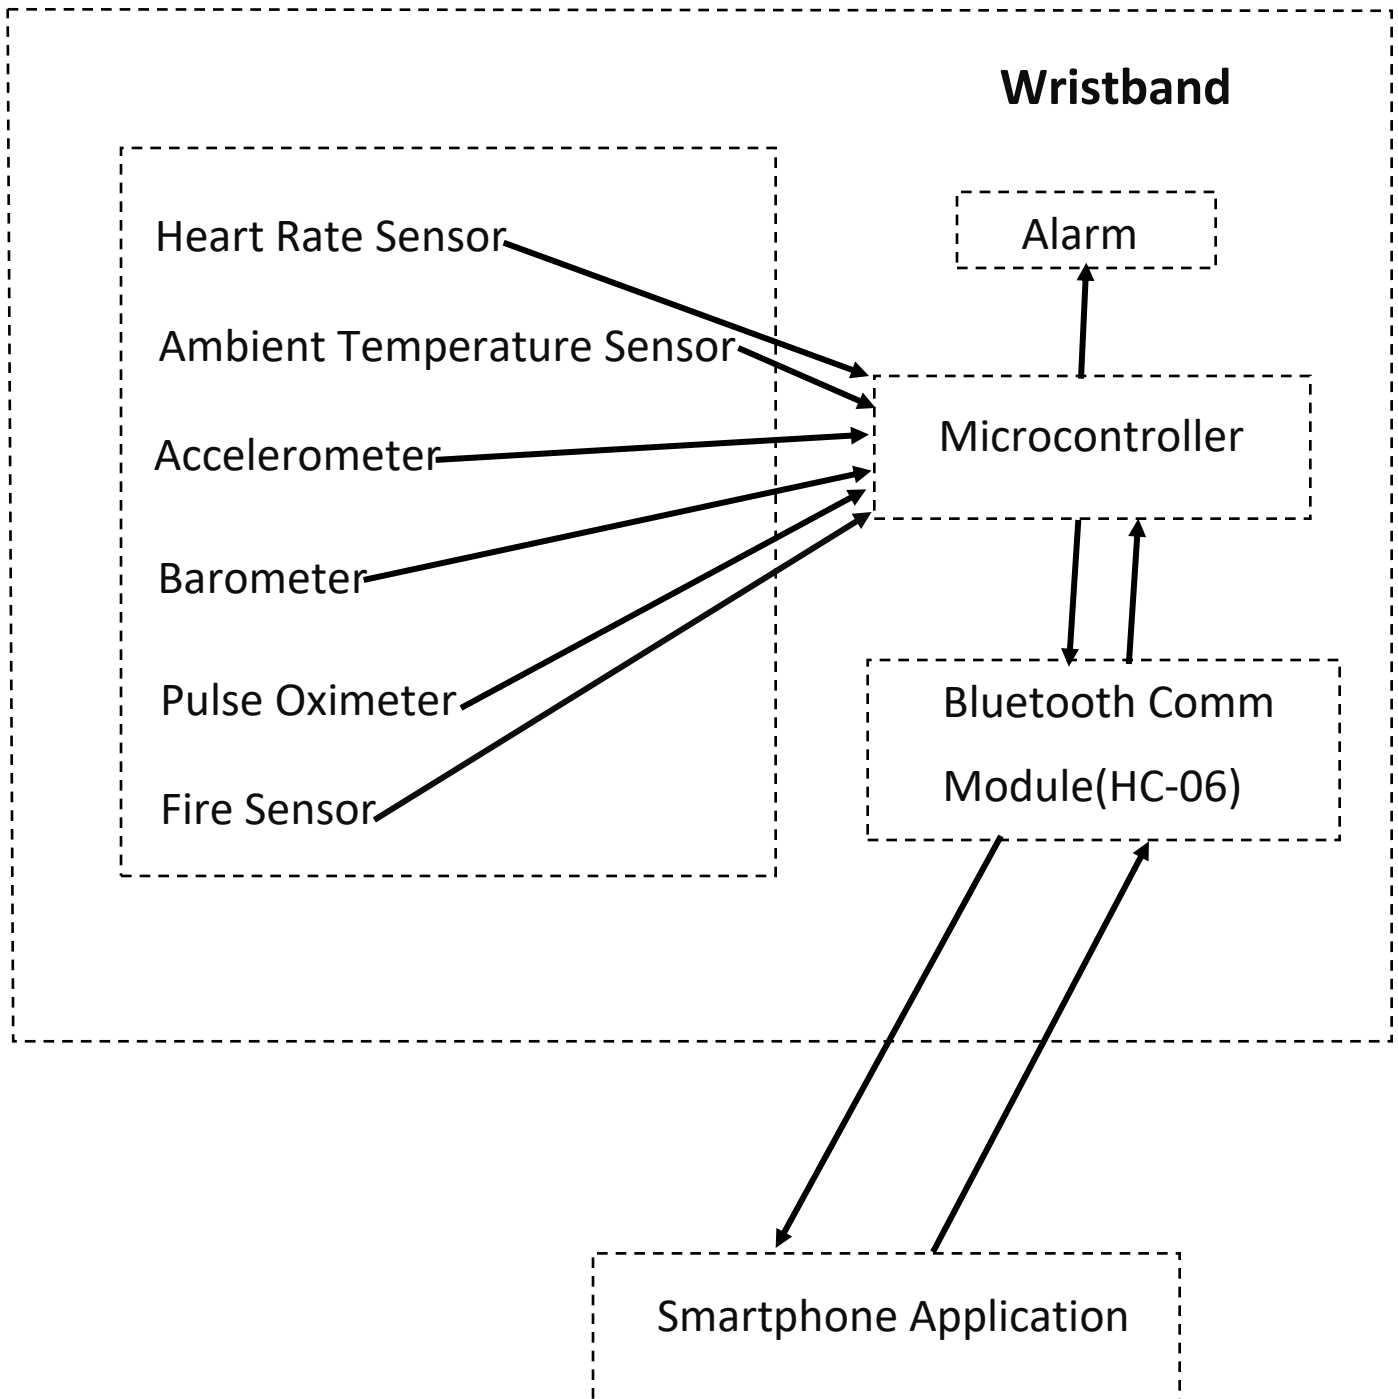 Wristband
Heart Rate Sensor
Ambient Temperature Sensor
Accelerometer
Barometer
Pulse Oximeter
Fire Sensor
Alarm
Microcontroller
Bluetooth Comm
Module(HC-06)
Smartphone Application